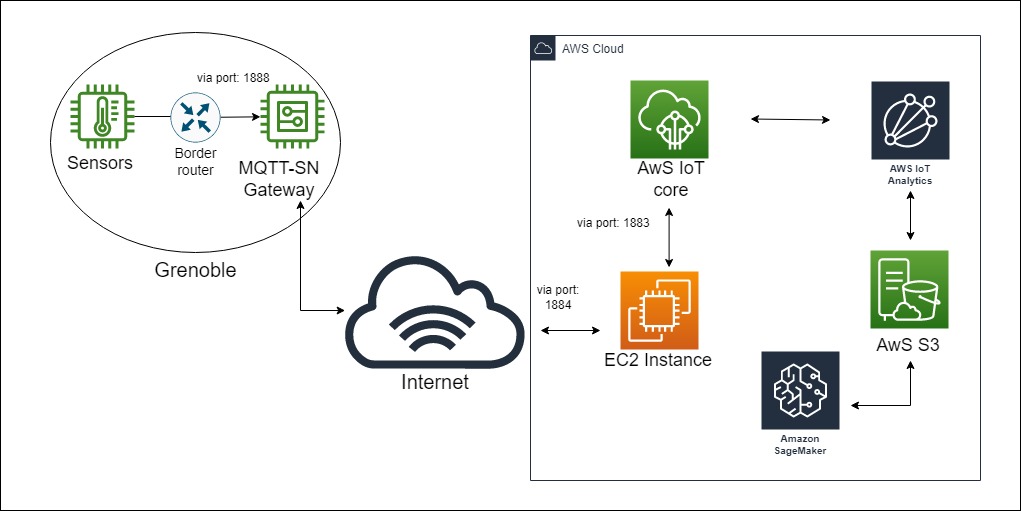 via port: 1888
Sensors
Border
router
MQTT-SN
Gateway
Grenoble
Internet
via port:
1884
AWS Cloud
AwS IoT
core
AWS IoT
Analytics
via port: 1883
EC2 Instance
AwS S3
Amazon
SageMaker